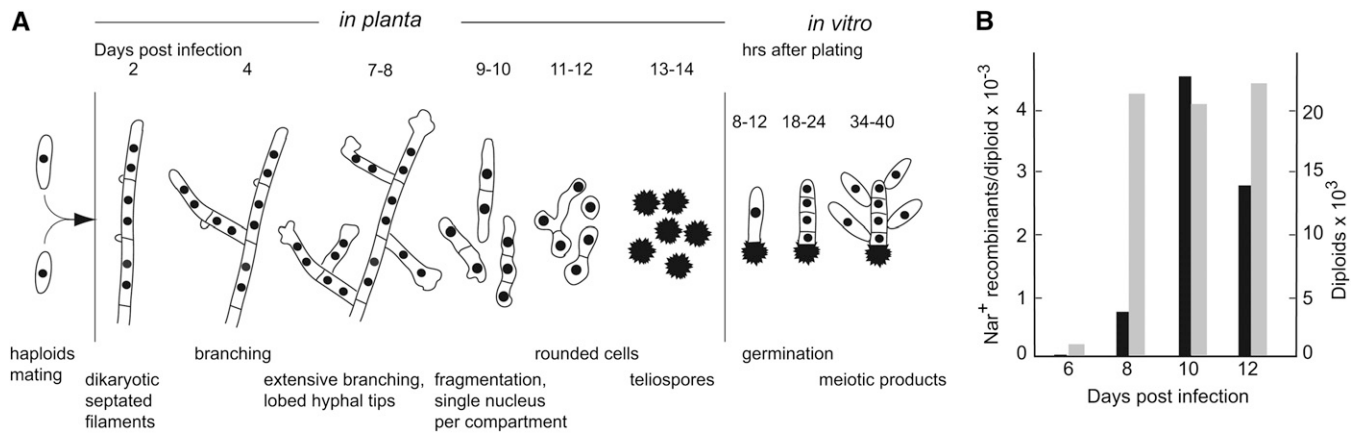 A
in planta
in vitro
Days post infection
hrs after plating
2
4
7-8
9-10
11-12
13-14
8-12
18-24
34-40
haploids
mating
dikaryotic
septated
filaments
branching
extensive branching,
lobed hyphal tips
fragmentation,
single nucleus
per compartment
rounded cells
teliospores
germination
meiotic products
B
Nar+ recombinants/diploid x 10-3
4
3
2
1
0
20
15
10
5
0
Diploids x 103
6
8
10
12
Days post infection